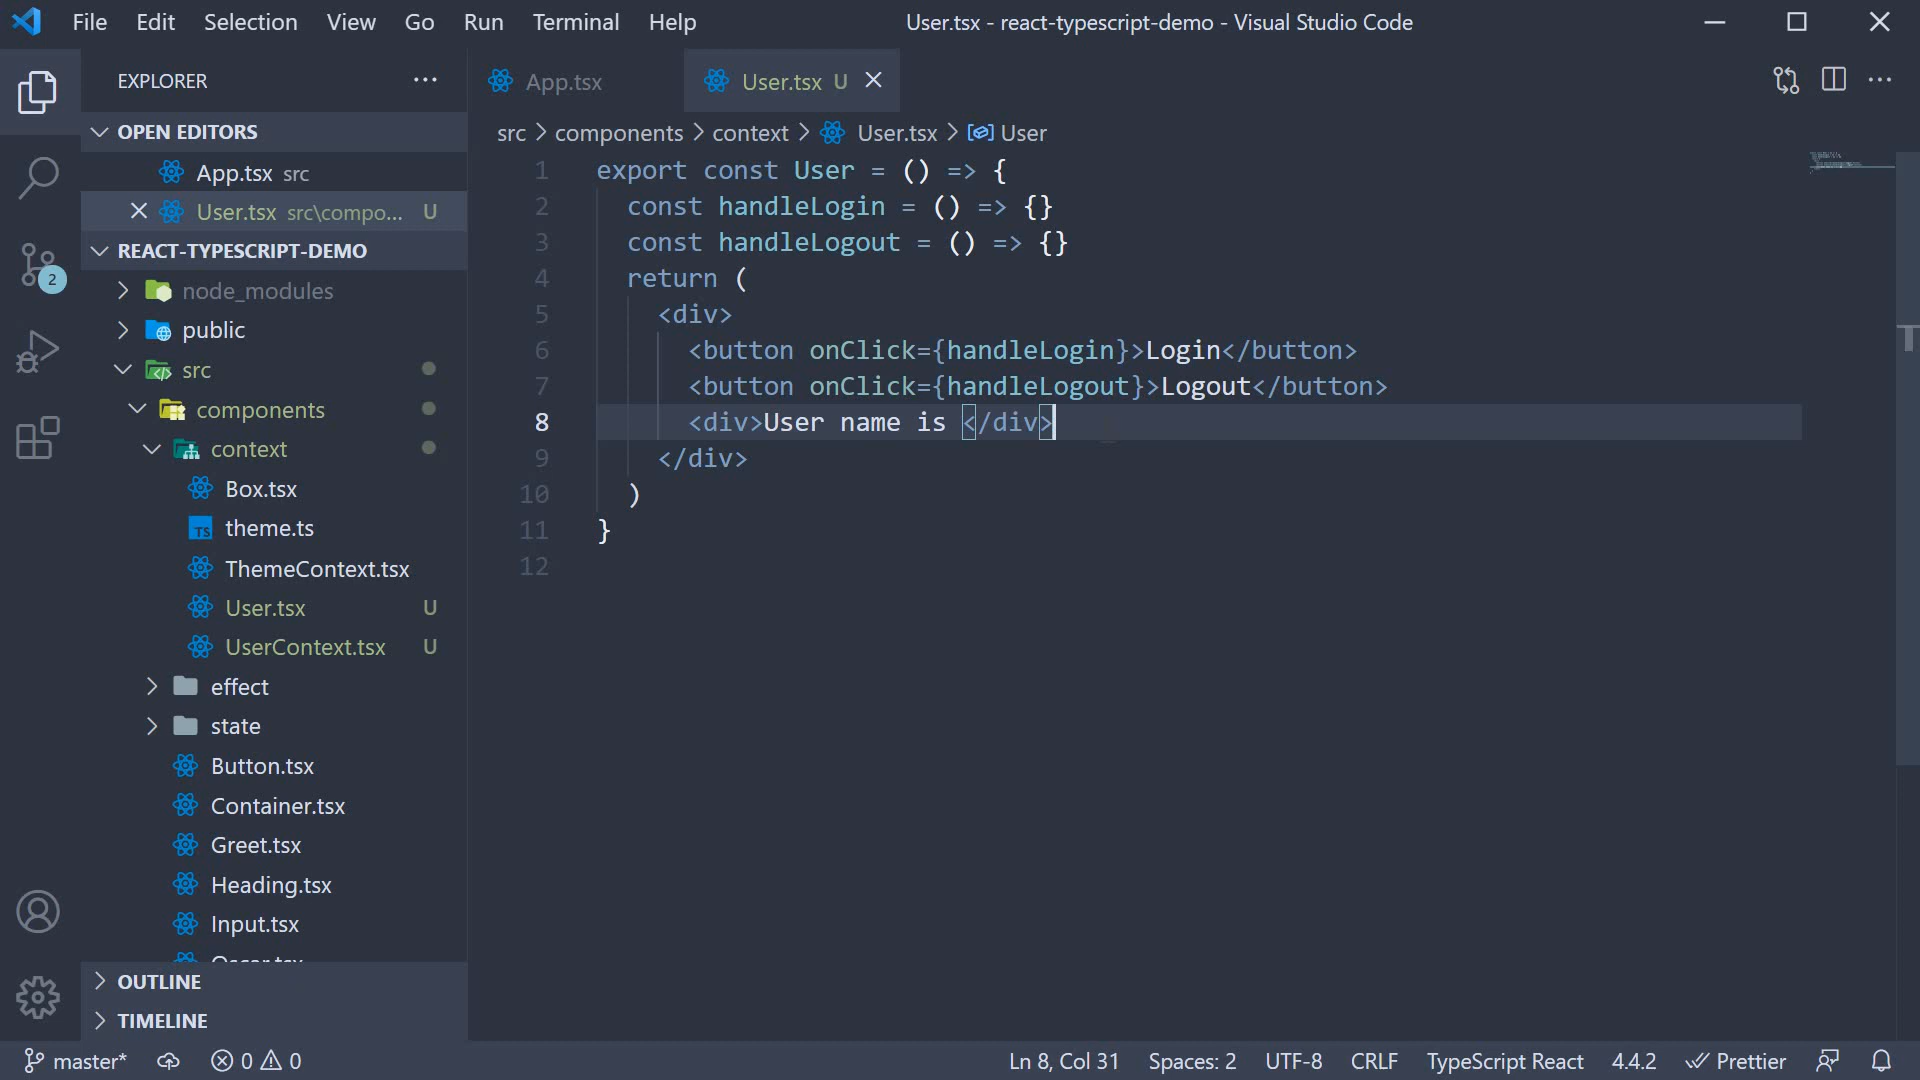 File Edit Selection View Go Run Terminal Help
User.tsx - react-typescript-demo - Visual Studio Code
EXPLORER
App.tsx
User.tsx U
OPEN EDITORS
App.tsx src
User.tsx src\compo... U
REACT-TYPESCRIPT-DEMO
node_modules
public
src
components
context
Box.tsx
TS theme.ts
ThemeContext.tsx
User.tsx U
UserContext.tsx U
effect
state
Button.tsx
Container.tsx
Greet.tsx
Heading.tsx
Input.tsx
OUTLINE
TIMELINE
2
src > components > context > User.tsx > User
1 export const User = () => {
2 const handleLogin = () => {}
3 const handleLogout = () => {}
4 return (
5 <div>
6 <button onClick={handleLogin}>Login</button>
7 <button onClick={handleLogout}>Logout</button>
8 <div>User name is </div>
9 </div>
10 )
11 }
12
master* 0 0
Ln 8, Col 31 Spaces: 2 UTF-8 CRLF TypeScript React 4.4.2 Prettier